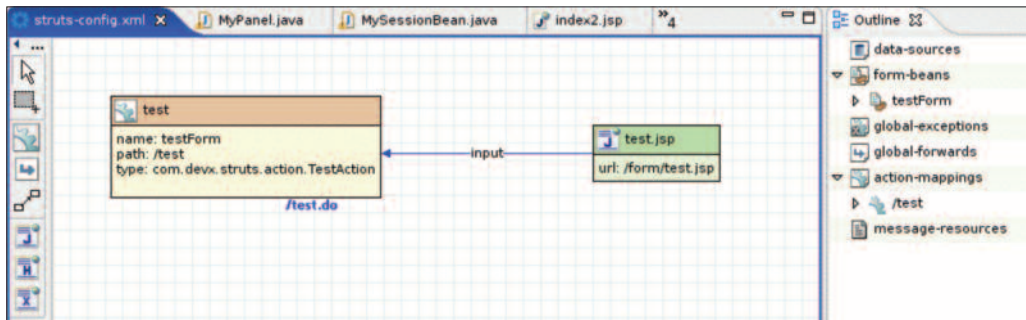 struts-config.xml MyPanel.java MySessionBean.java index2.jsp »4 Outline
...
test
name: testForm
path: /test
type: com.devx.struts.action.TestAction
/test.do
input
test.jsp
url: /form/test.jsp
J
H
X
data-sources
form-beans
testForm
global-exceptions
global-forwards
action-mappings
/test
message-resources